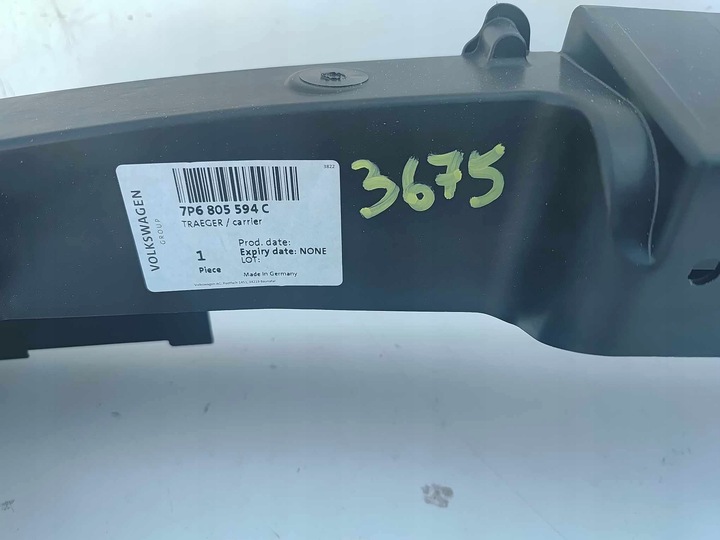 3822
7P6 805 594 C
TRAEGER / carrier
VOLKSWAGEN
GROUP
1
Piece
Prod. date:
Expiry date: NONE
LOT:
Made in Germany
3675